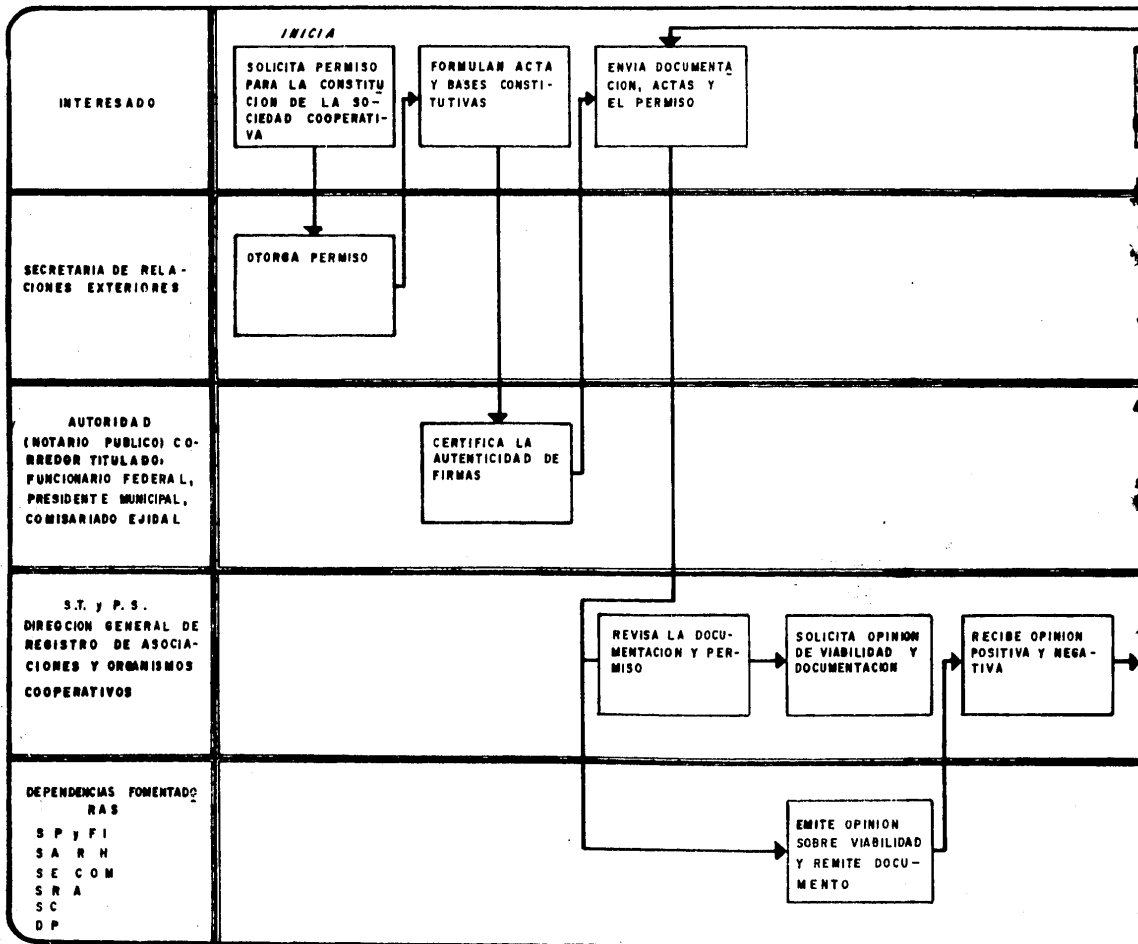 INICIA
INTERESADO
SOLICITA PERMISO
PARA LA CONSTITU
CION DE LA SO-
CIEDAD COOPERATI-
VA
FORMULAN ACTA
Y BASES CONSTI-
TUTIVAS
ENVIA DOCUMENTA
CION, ACTAS Y
EL PERMISO
SECRETARIA DE RELA-
CIONES EXTERIORES
OTORGA PERMISO
AUTORIDAD
(NOTARIO PUBLICO) CO-
RREDOR TITULADO,
FUNCIONARIO FEDERAL,
PRESIDENTE MUNICIPAL,
COMISARIADO EJIDAL
CERTIFICA LA
AUTENTICIDAD DE
FIRMAS
S.T. y P.S.
DIRECCION GENERAL DE
REGISTRO DE ASOCIA-
CIONES Y ORGANISMOS
COOPERATIVOS
REVISA LA DOCU-
MENTACION Y PER-
MISO
SOLICITA OPINION
DE VIABILIDAD Y
DOCUMENTACION
RECIBE OPINION
POSITIVA Y NEGA-
TIVA
DEPENDENCIAS FOMENTADO
RAS
S P y F I
S A R H
S E C O M
S R A
S C
D P
EMITE OPINION
SOBRE VIABILIDAD
Y REMITE DOCU-
MENTO